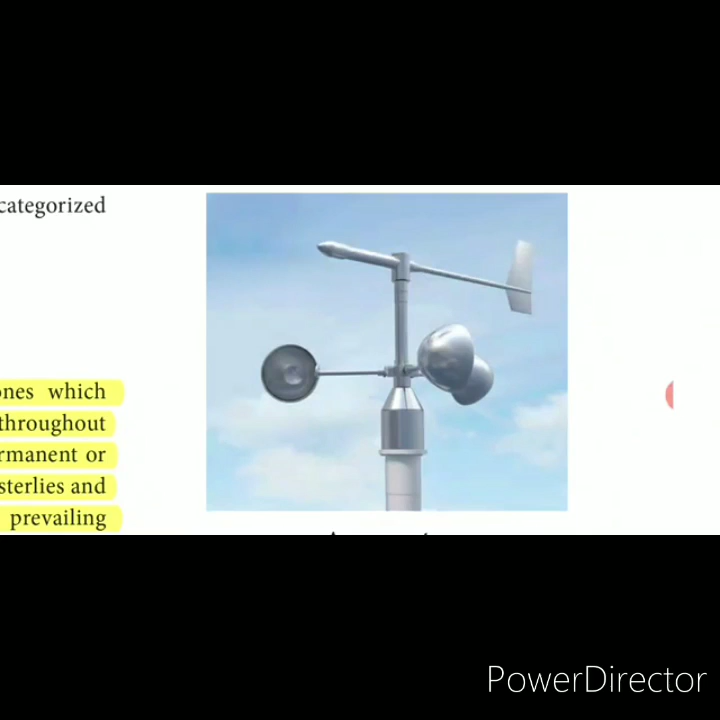 categorized
ones which
throughout
rmanent or
sterlies and
prevailing
PowerDirector